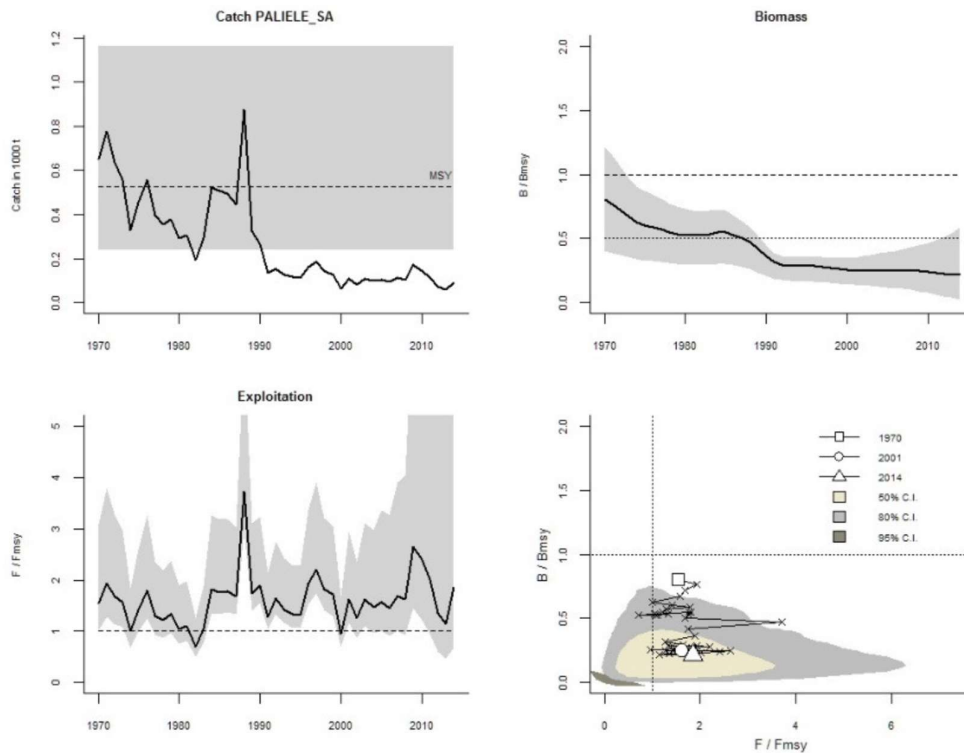 Catch PALIELE_SA
Catch in 1000 t
0.0 0.2 0.4 0.6 0.8 1.0 1.2
MSY
1970 1980 1990 2000 2010
Biomass
B / Bmsy
0.0 0.5 1.0 1.5 2.0
1970 1980 1990 2000 2010
Exploitation
F / Fmsy
0 1 2 3 4 5
1970 1980 1990 2000 2010
B / Bmsy
0.0 0.5 1.0 1.5 2.0
1970
2001
2014
50% C.I.
80% C.I.
95% C.I.
0 2 4 6
F / Fmsy